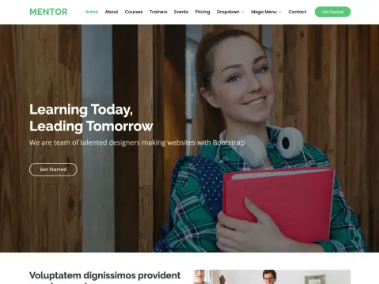 MENTOR
Home About Courses Trainers Events Pricing Dropdown Mega Menu Contact Get Started
Learning Today,
Leading Tomorrow
We are team of talented designers making websites with Bootstrap
Get Started
Voluptatem dignissimos provident